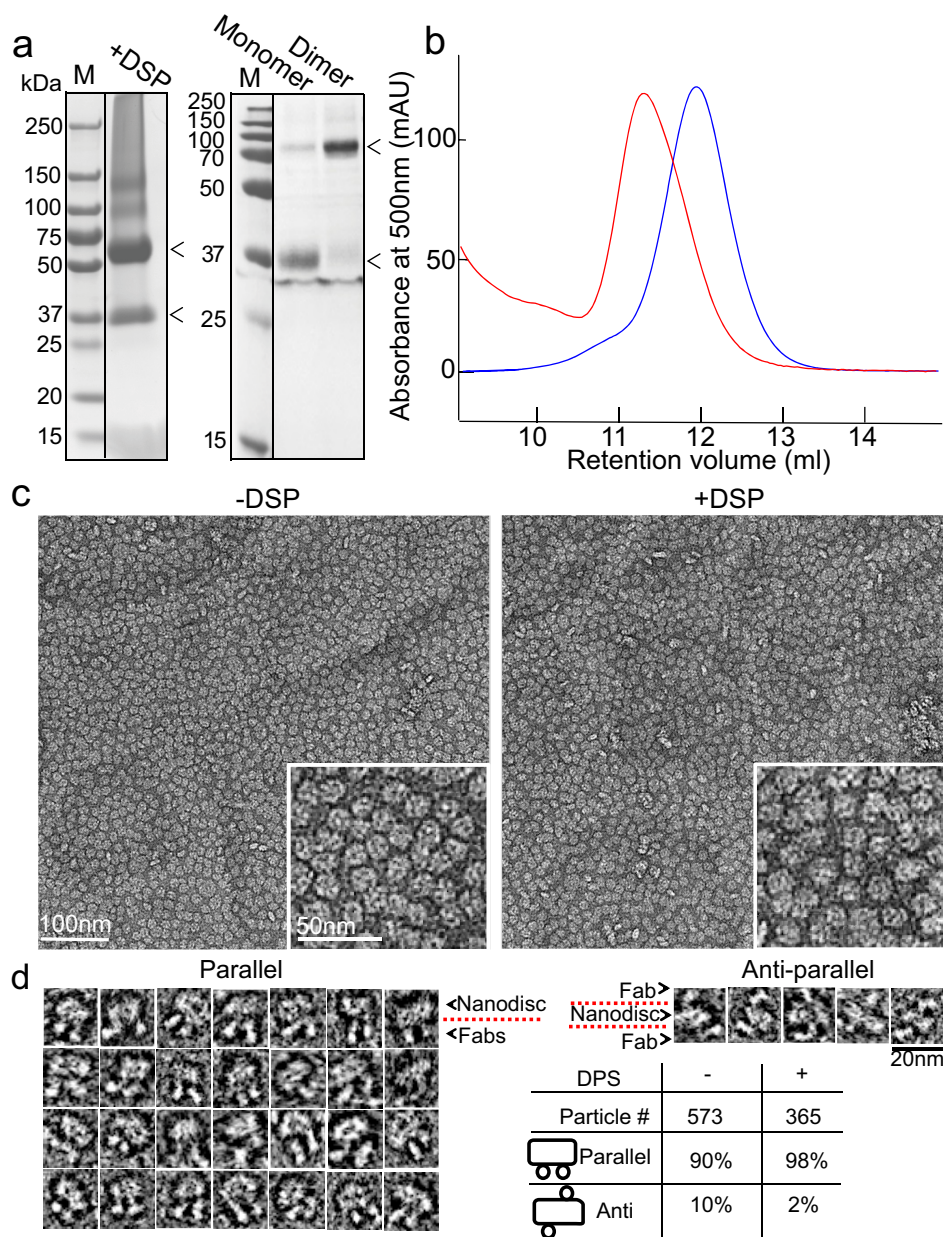 a
kDa
M
+DSP
250
150
100
75
50
37
25
20
15
Monomer
Dimer
M
250
150
100
70
50
37
25
15
b
Absorbance at 500nm (mAU)
100
50
0
10 11 12 13 14
Retention volume (ml)
c
-DSP
+DSP
100nm
50nm
d
Parallel
Nanodisc
Fabs
Anti-parallel
Fab
Nanodisc
Fab
20nm
DPS - +
Particle # 573 365
Parallel 90% 98%
Anti 10% 2%